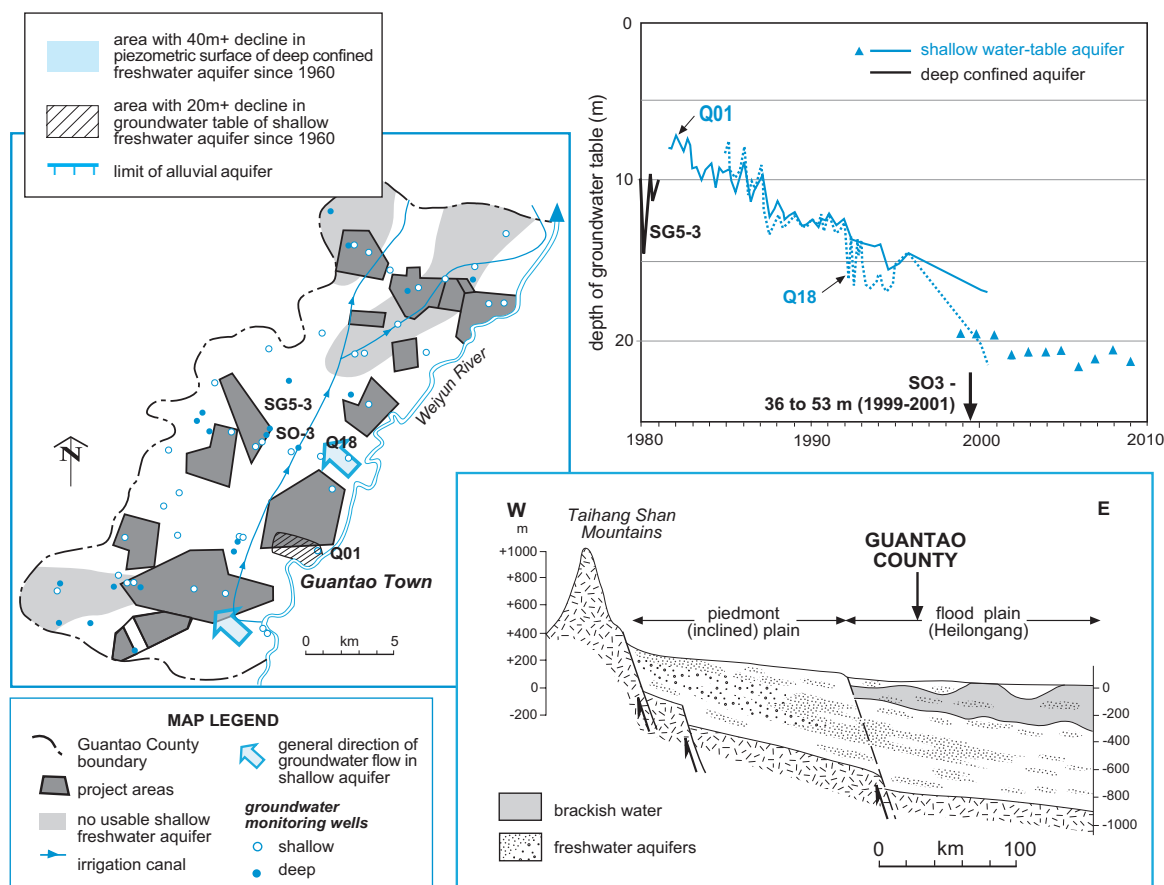 area with 40m+ decline in
piezometric surface of deep confined
freshwater aquifer since 1960
area with 20m+ decline in
groundwater table of shallow
freshwater aquifer since 1960
limit of alluvial aquifer
SG5-3
SO-3
Q18
Weiyun River
N
Q01
Guantao Town
0 km 5
MAP LEGEND
Guantao County
boundary
project areas
no usable shallow
freshwater aquifer
irrigation canal
general direction of
groundwater flow in
shallow aquifer
groundwater
monitoring wells
shallow
deep
depth of groundwater table (m)
0
10
20
shallow water-table aquifer
deep confined aquifer
Q01
SG5-3
Q18
SO3 -
36 to 53 m (1999-2001)
1980 1990 2000 2010
W
E
m
Taihang Shan
Mountains
GUANTAO
COUNTY
piedmont
(inclined) plain
flood plain
(Heilongang)
+1000
+800
+600
+400
+200
0
-200
0
-200
-400
-600
-800
-1000
brackish water
freshwater aquifers
0 km 100